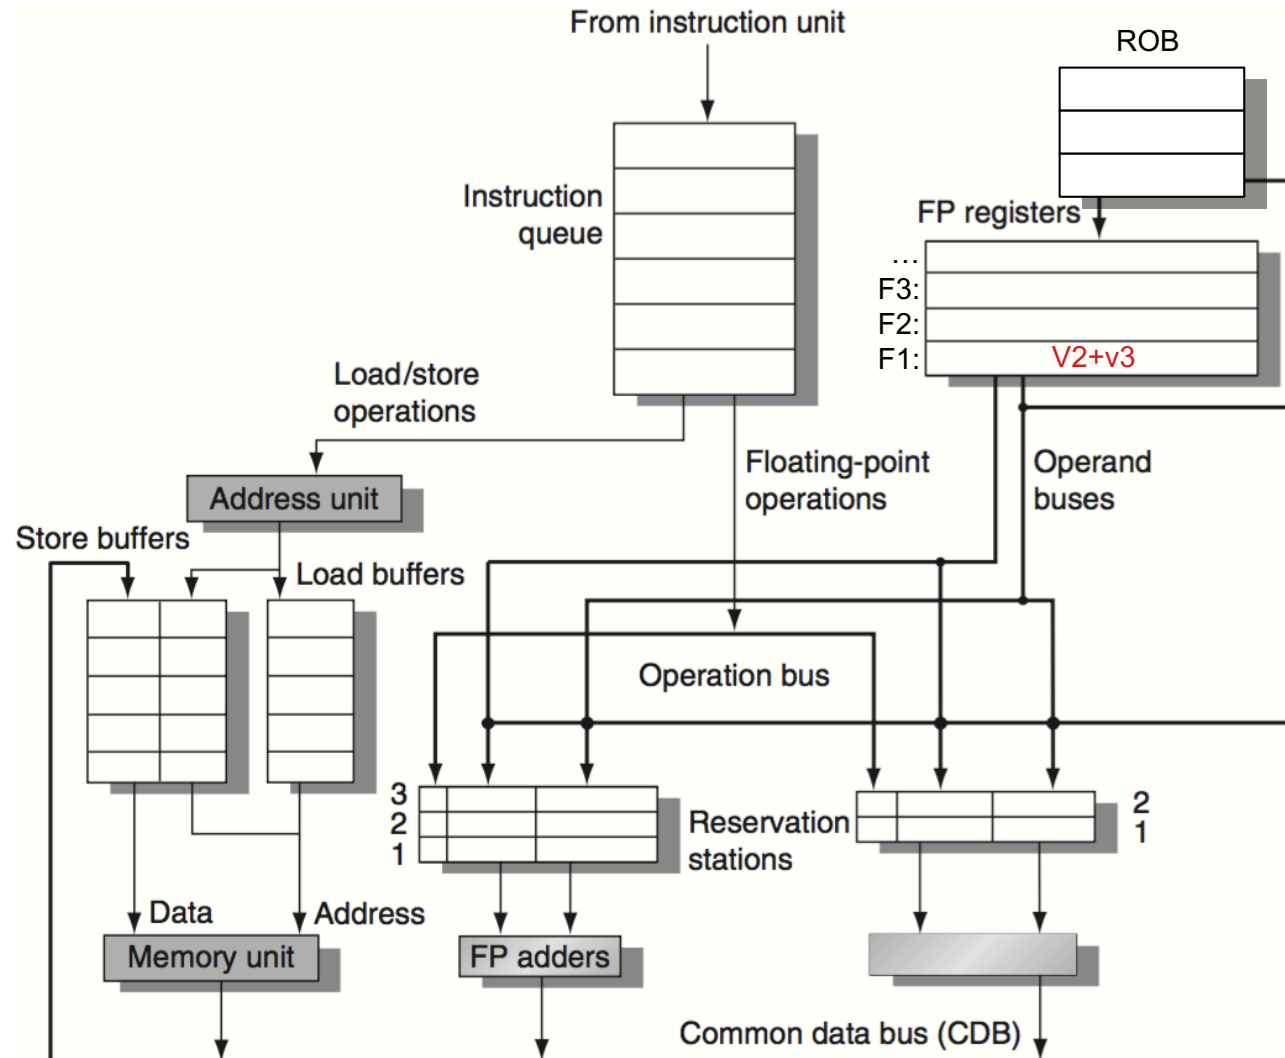 From instruction unit
ROB
Instruction
queue
FP registers
...
F3:
F2:
F1:
V2+v3
Load/store
operations
Address unit
Floating-point
operations
Operand
buses
Store buffers
Load buffers
Operation bus
3
2
1
Reservation
stations
2
1
Data
Address
Memory unit
FP adders
Common data bus (CDB)